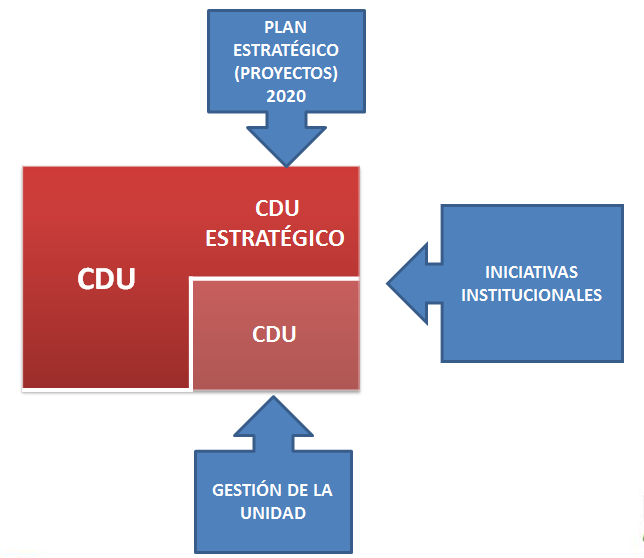 PLAN
ESTRATÉGICO
(PROYECTOS)
2020
CDU
ESTRATÉGICO
CDU
CDU
INICIATIVAS
INSTITUCIONALES
GESTIÓN DE LA
UNIDAD